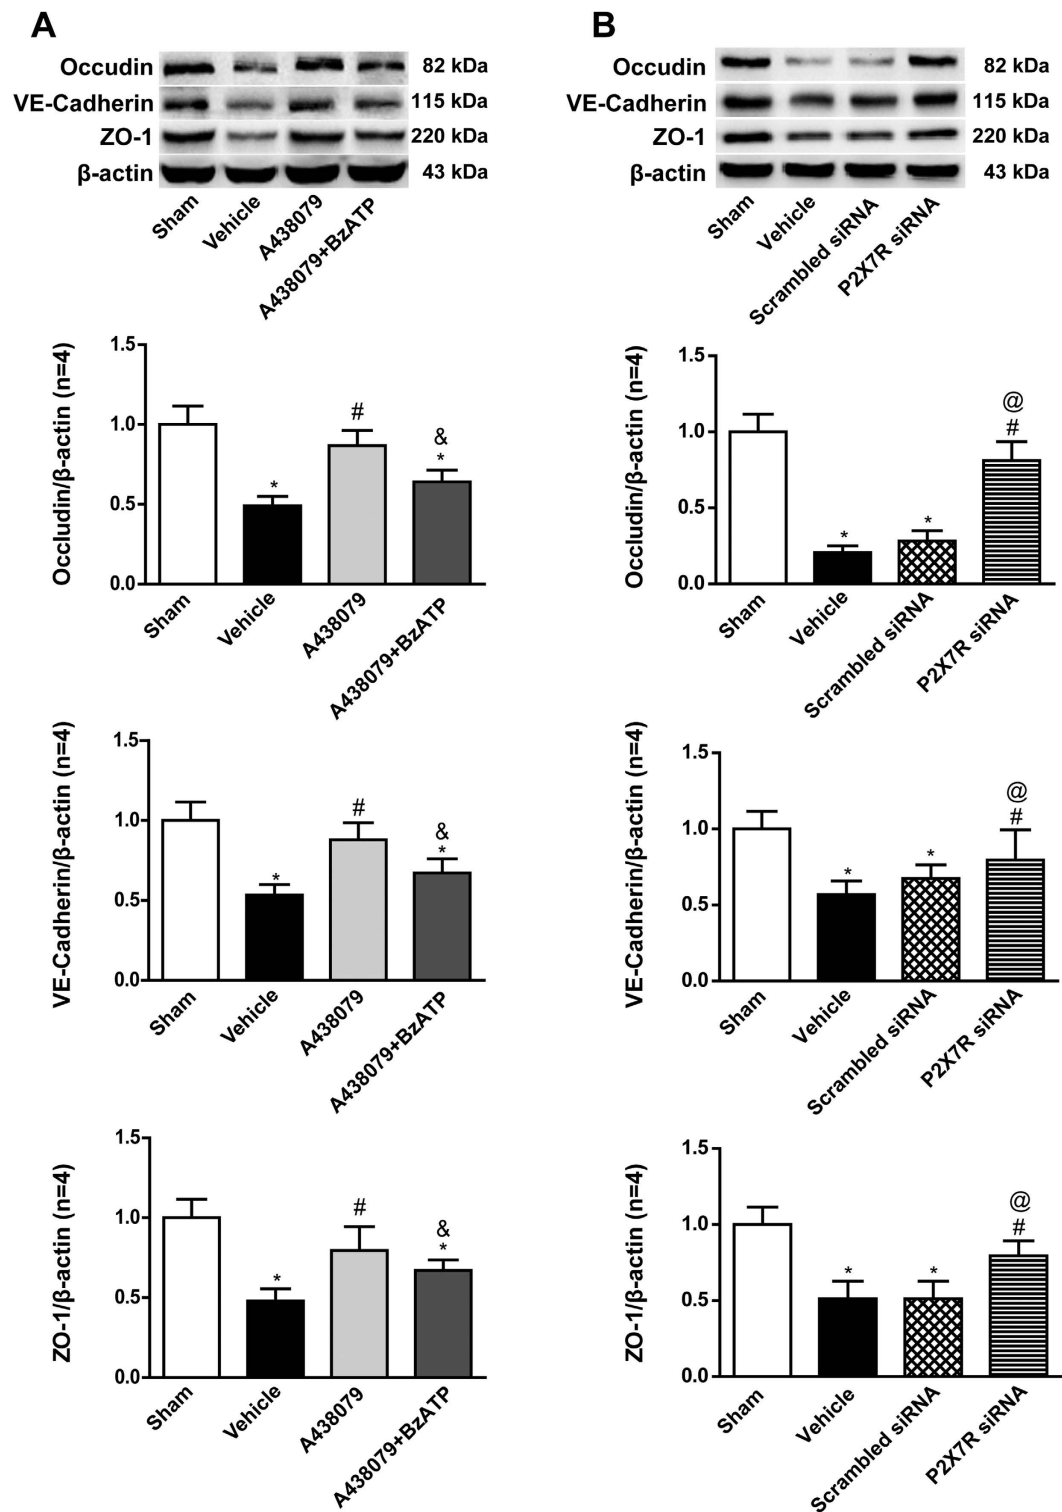 A
Occudin 82 kDa
VE-Cadherin 115 kDa
ZO-1 220 kDa
β-actin 43 kDa
Sham
Vehicle
A438079
A438079+BzATP
Occludin/β-actin (n=4)
1.5
1.0
0.5
0.0
*
#
&
*
Sham
Vehicle
A438079
A438079+BzATP
VE-Cadherin/β-actin (n=4)
1.5
1.0
0.5
0.0
*
#
&
*
Sham
Vehicle
A438079
A438079+BzATP
ZO-1/β-actin (n=4)
1.5
1.0
0.5
0.0
*
#
&
*
Sham
Vehicle
A438079
A438079+BzATP
B
Occudin 82 kDa
VE-Cadherin 115 kDa
ZO-1 220 kDa
β-actin 43 kDa
Sham
Vehicle
Scrambled siRNA
P2X7R siRNA
Occludin/β-actin (n=4)
1.5
1.0
0.5
0.0
*
*
@
#
Sham
Vehicle
Scrambled siRNA
P2X7R siRNA
VE-Cadherin/β-actin (n=4)
1.5
1.0
0.5
0.0
*
*
@
#
Sham
Vehicle
Scrambled siRNA
P2X7R siRNA
ZO-1/β-actin (n=4)
1.5
1.0
0.5
0.0
*
*
@
#
Sham
Vehicle
Scrambled siRNA
P2X7R siRNA